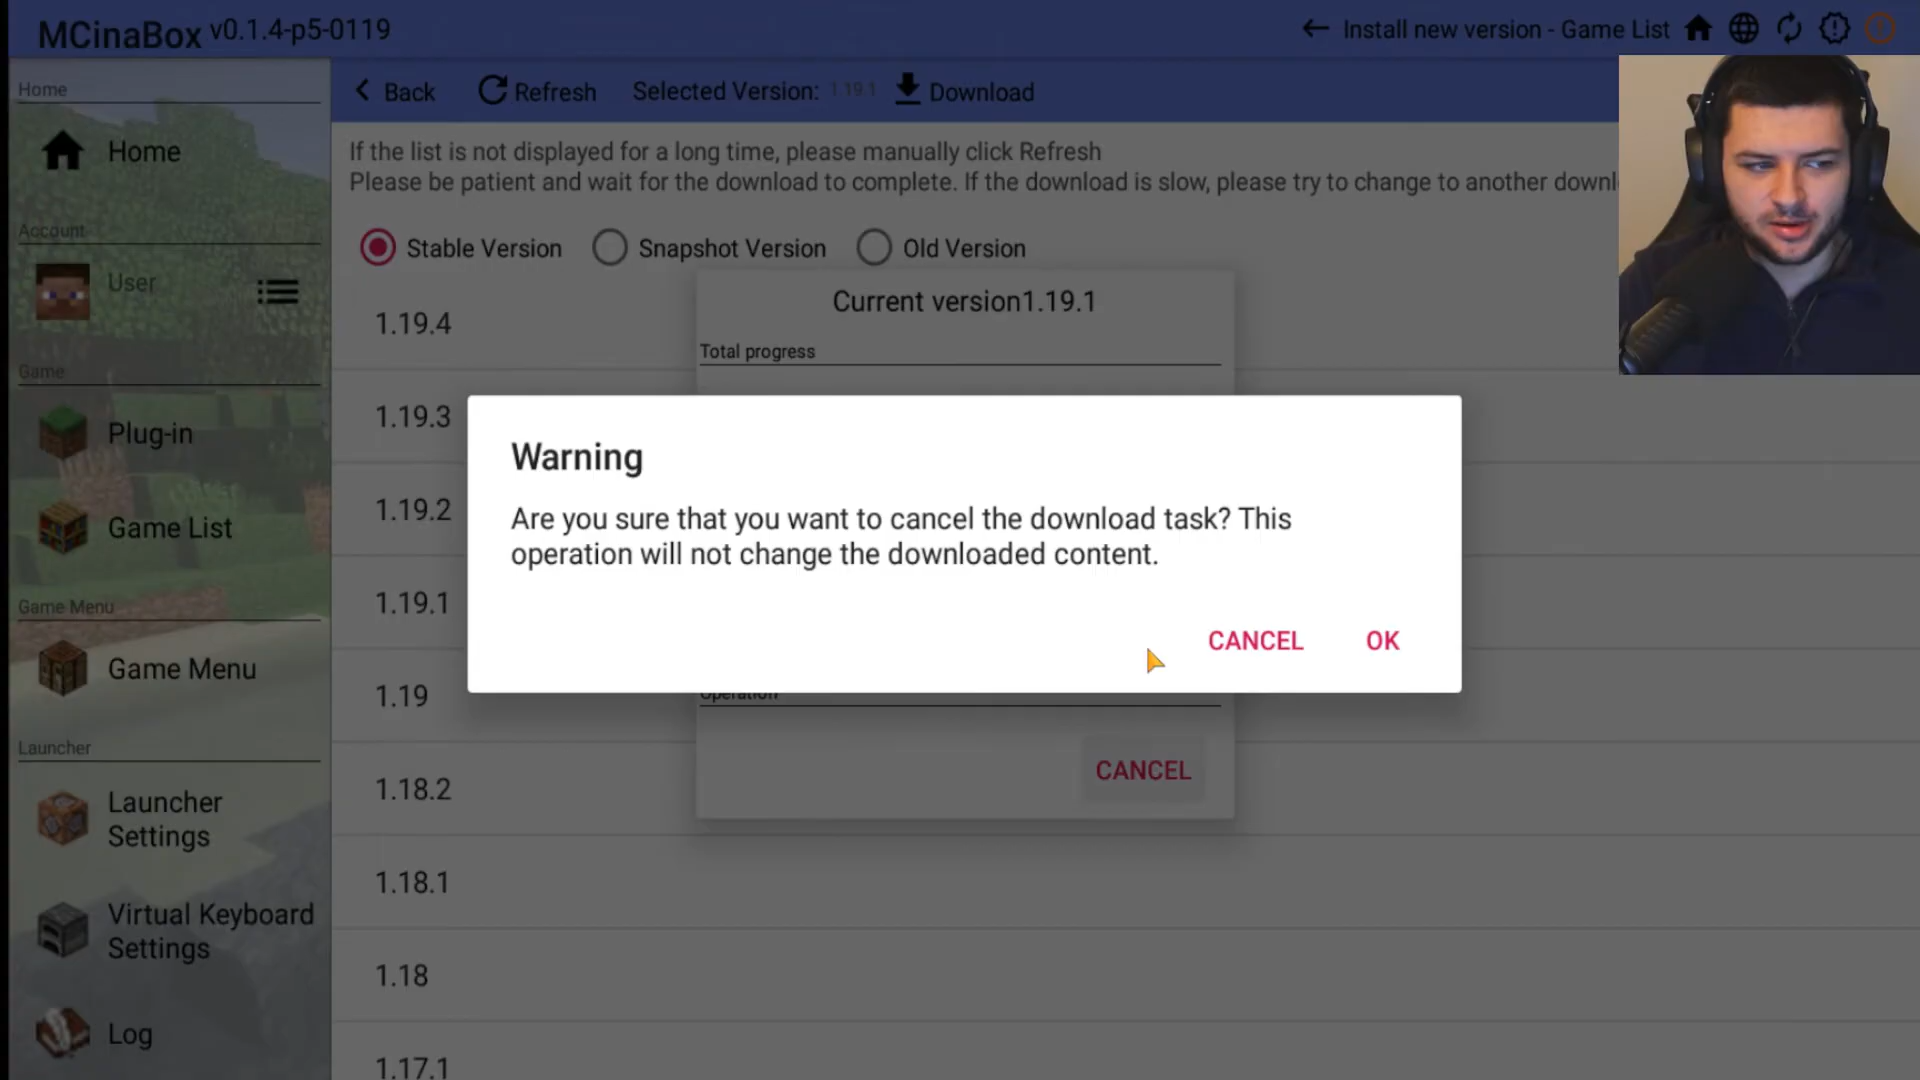 MCinaBox v0.1.4-p5-0119
Install new version - Game List
Home
Back
Refresh
Selected Version: 1.19.1
Download
Home
If the list is not displayed for a long time, please manually click Refresh
Please be patient and wait for the download to complete. If the download is slow, please try to change to another downl
Account
User
Stable Version
Snapshot Version
Old Version
Current version1.19.1
1.19.4
Total progress
Game
Plug-in
1.19.3
Warning
Are you sure that you want to cancel the download task? This
operation will not change the downloaded content.
CANCEL
OK
1.19.2
Game List
1.19.1
Game Menu
Game Menu
1.19
Operation
Launcher
CANCEL
1.18.2
Launcher
Settings
1.18.1
Virtual Keyboard
Settings
1.18
Log
1.17.1